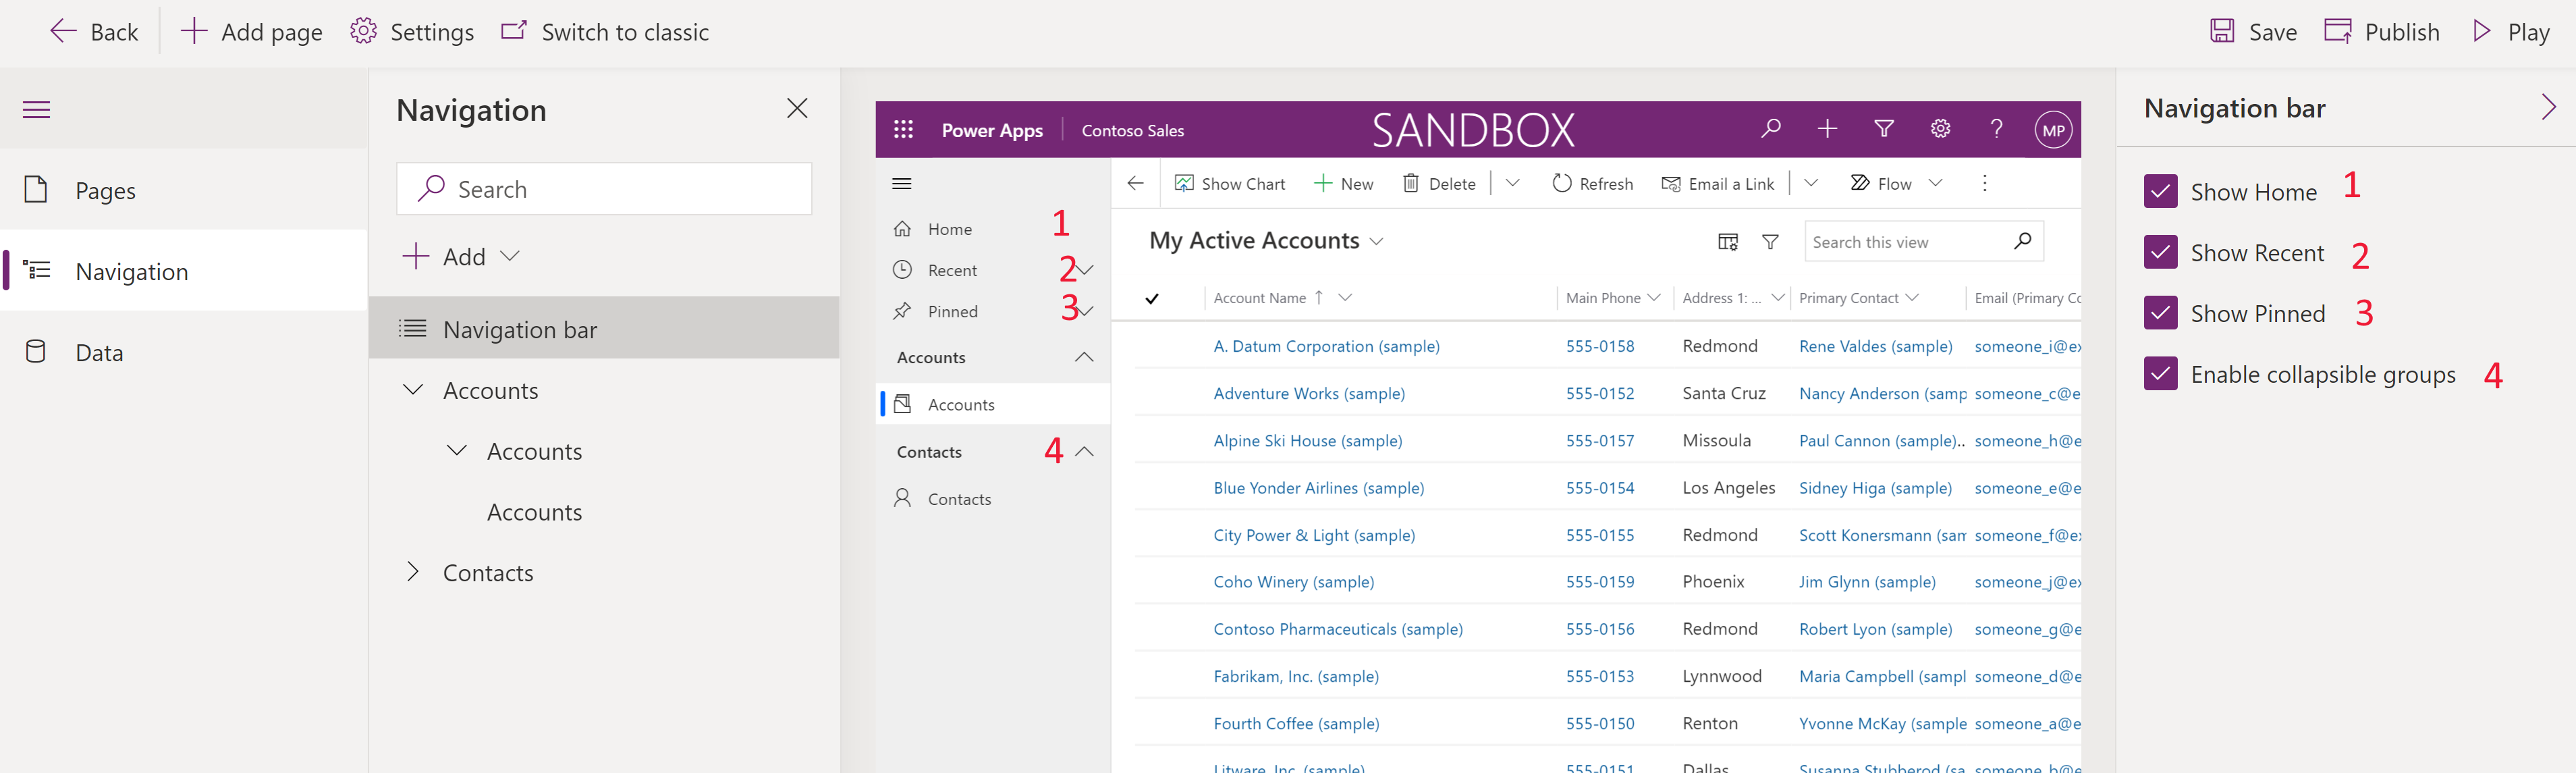 Back
Add page
Settings
Switch to classic
Save
Publish
Play
Pages
Navigation
Data
Navigation
Search
Add
Navigation bar
Accounts
Accounts
Accounts
Contacts
Power Apps
Contoso Sales
SANDBOX
?
MP
Home 1
Recent 2
Pinned 3
Accounts
Accounts
Contacts 4
Contacts
Show Chart
New
Delete
Refresh
Email a Link
Flow
My Active Accounts
Search this view
Account Name Main Phone Address 1: ... Primary Contact Email (Primary Co
A. Datum Corporation (sample) 555-0158 Redmond Rene Valdes (sample) someone_i@ex
Adventure Works (sample) 555-0152 Santa Cruz Nancy Anderson (samp someone_c@e
Alpine Ski House (sample) 555-0157 Missoula Paul Cannon (sample).. someone_h@e
Blue Yonder Airlines (sample) 555-0154 Los Angeles Sidney Higa (sample) someone_e@e
City Power & Light (sample) 555-0155 Redmond Scott Konersmann (sam someone_f@e
Coho Winery (sample) 555-0159 Phoenix Jim Glynn (sample) someone_j@ex
Contoso Pharmaceuticals (sample) 555-0156 Redmond Robert Lyon (sample) someone_g@e
Fabrikam, Inc. (sample) 555-0153 Lynnwood Maria Campbell (sampl someone_d@e
Fourth Coffee (sample) 555-0150 Renton Yvonne McKay (sample someone_a@e
Litware, Inc. (sample) 555-0151 Dallas Susanna Stubberod (sa someone_b@e
Navigation bar
Show Home 1
Show Recent 2
Show Pinned 3
Enable collapsible groups 4